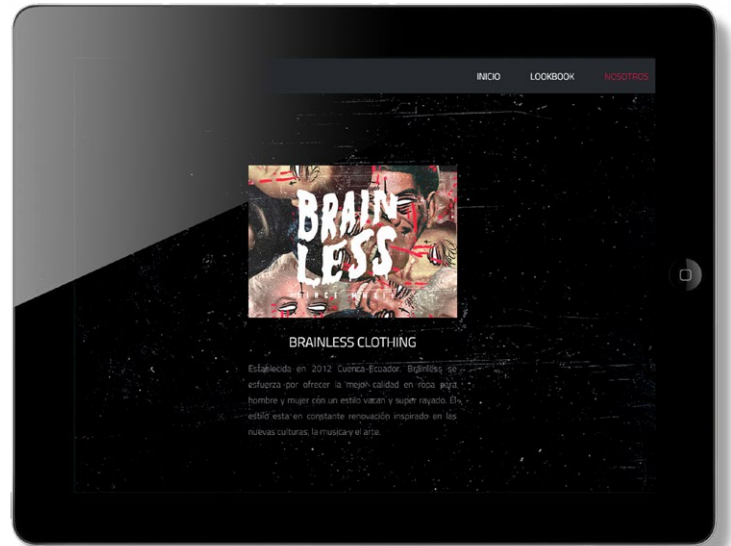 INICIO LOOKBOOK NOSOTROS
BRAIN
LESS
BRAINLESS CLOTHING
Establecida en 2012 Cuenca-Ecuador. Brainless se
esfuerza por ofrecer la mejor calidad en ropa para
hombre y mujer con un estilo vacan y super rayado. El
estilo esta en constante renovación inspirado en las
nuevas culturas, la musica y el arte.